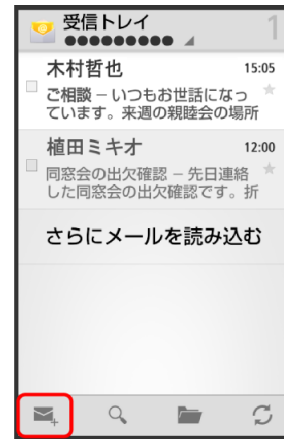 受信トレイ
●●●●●●●●●
1
木村哲也 15:05
ご相談 – いつもお世話になっ
ています。来週の親睦会の場所
植田ミキオ 12:00
同窓会の出欠確認 – 先日連絡
した同窓会の出欠確認です。折
さらにメールを読み込む